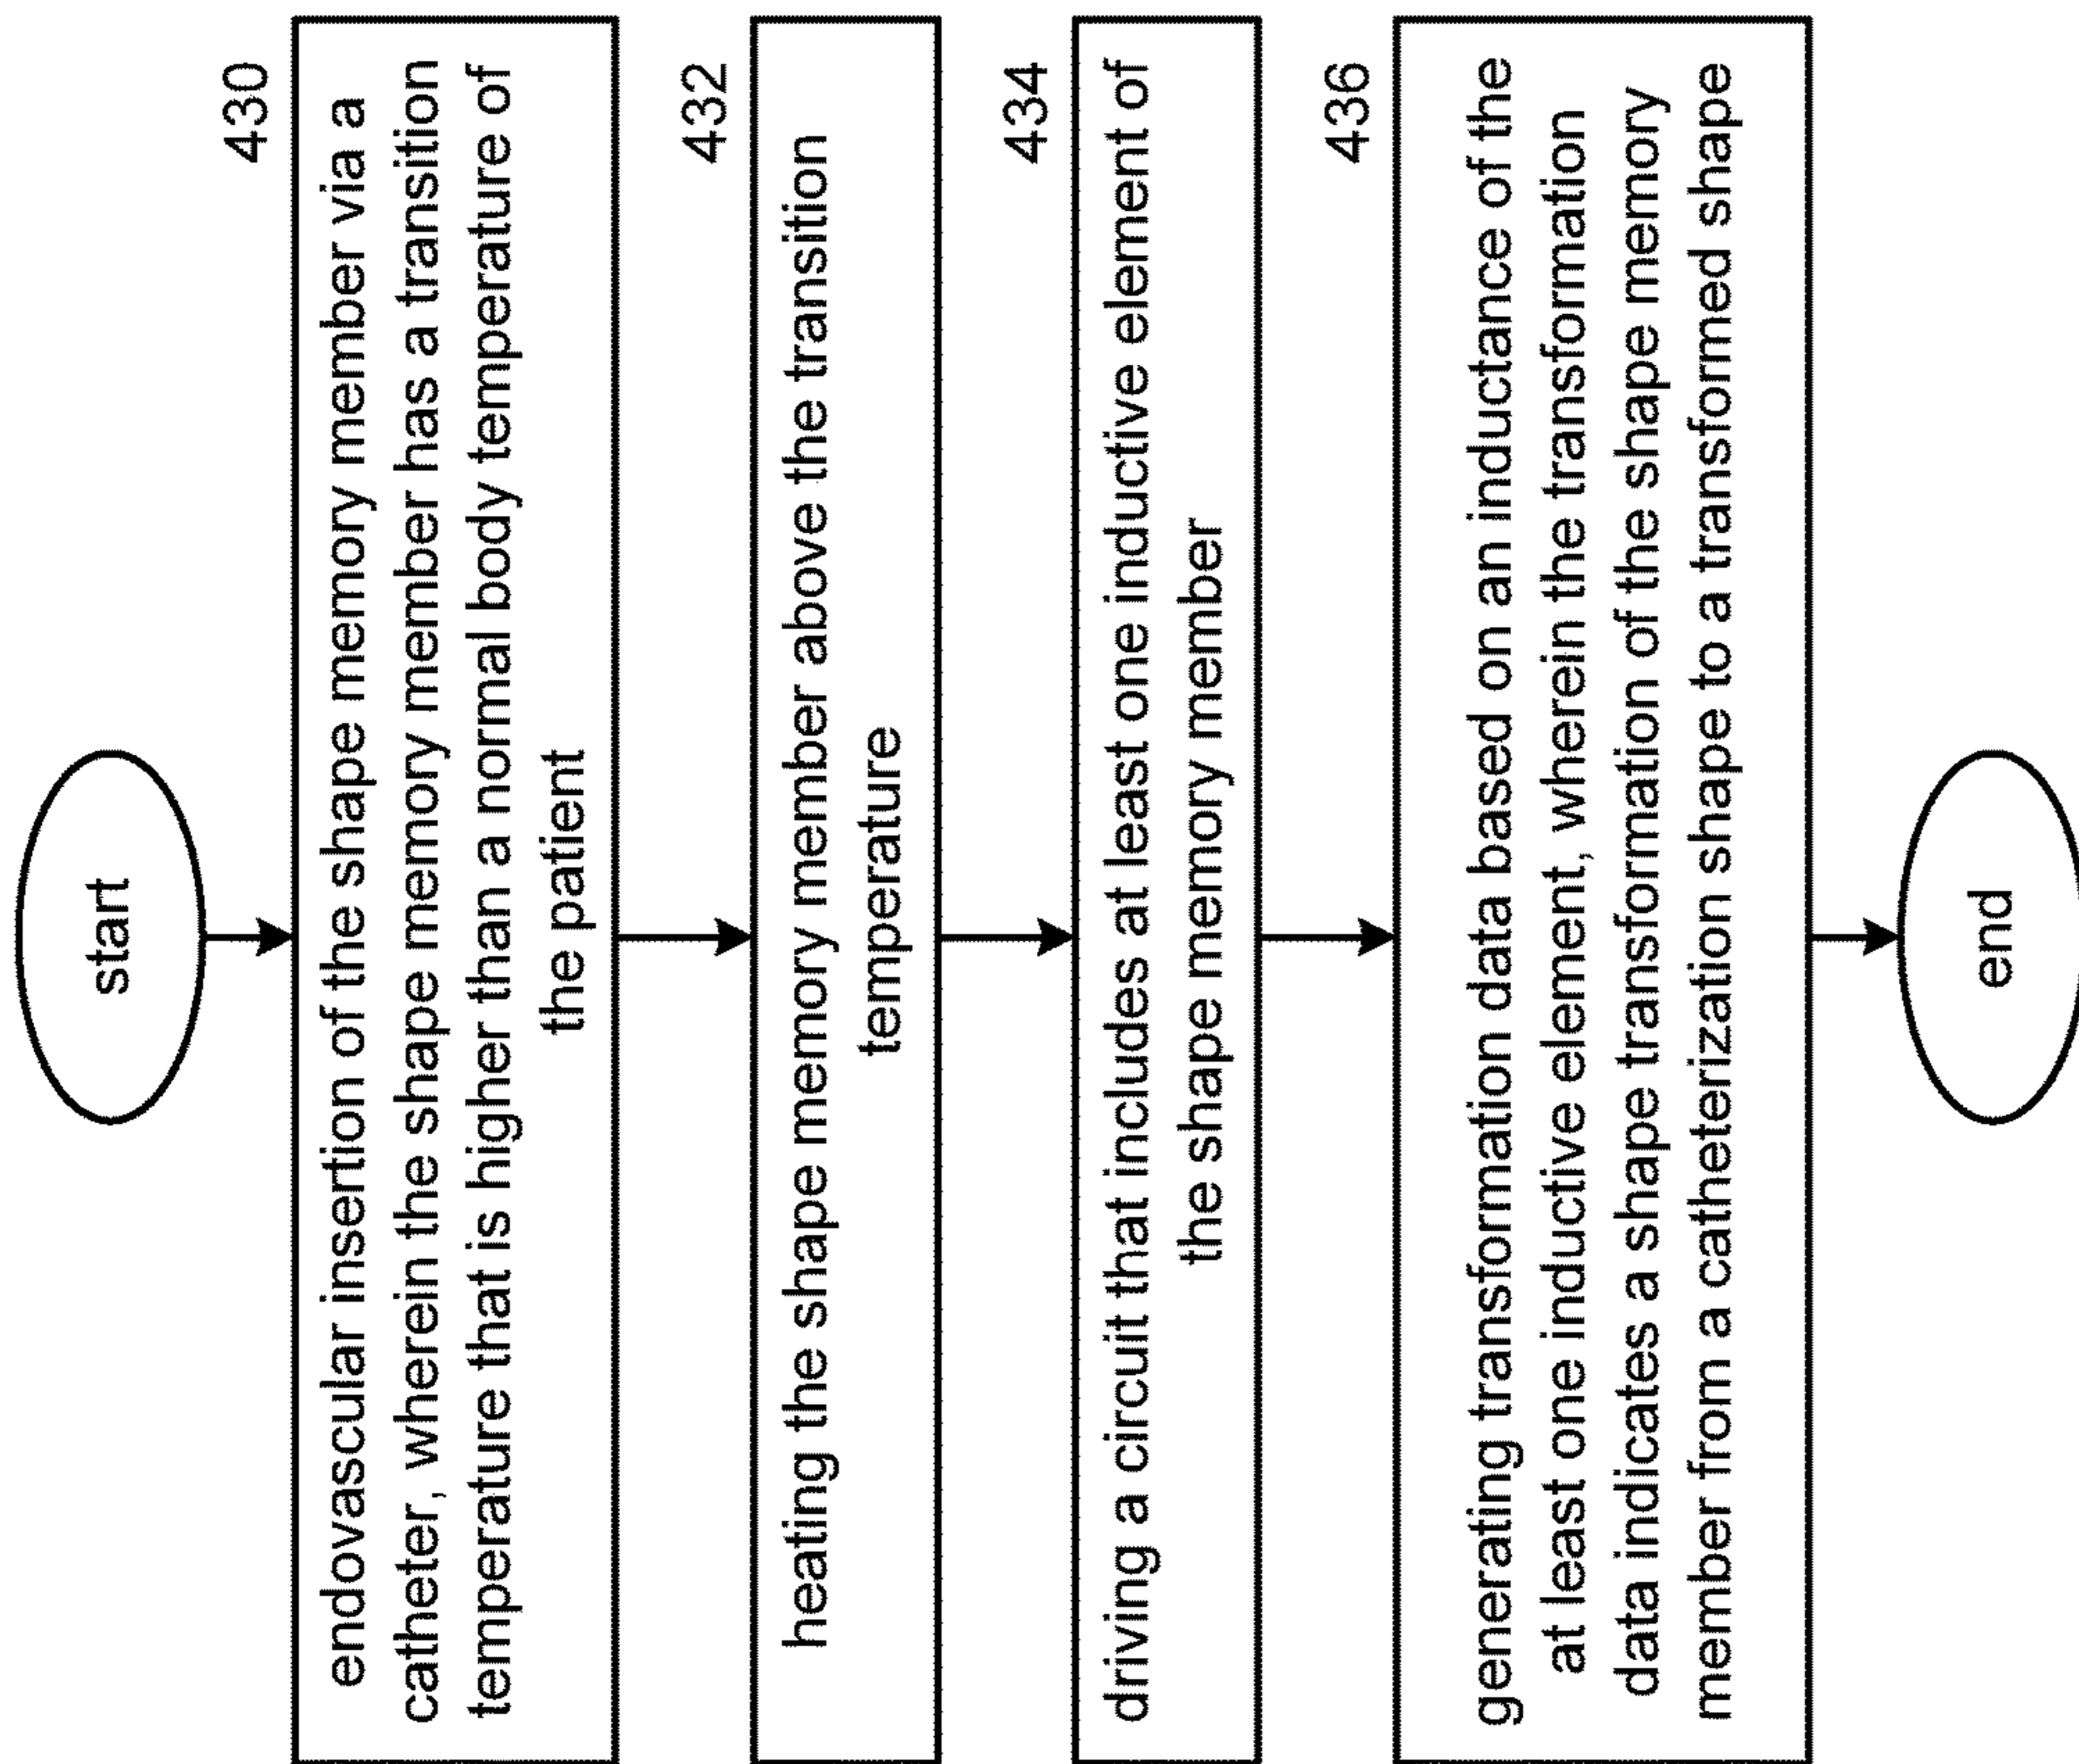 start
430
endovascular insertion of the shape memory member via a
catheter, wherein the shape memory member has a transition
temperature that is higher than a normal body temperature of
the patient
432
heating the shape memory member above the transition
temperature
434
driving a circuit that includes at least one inductive element of
the shape memory member
436
generating transformation data based on an inductance of the
at least one inductive element, wherein the transformation
data indicates a shape transformation of the shape memory
member from a catheterization shape to a transformed shape
end